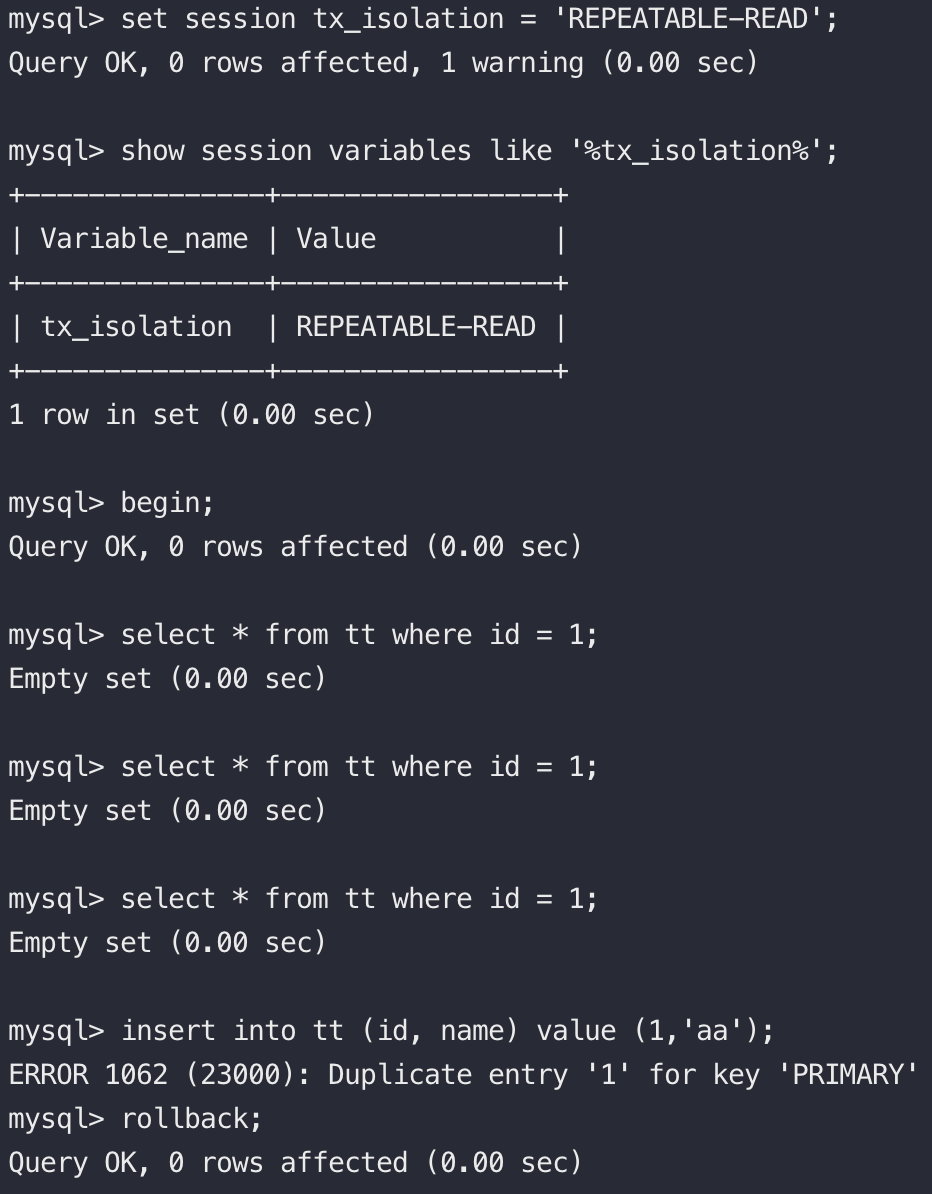 mysql> set session tx_isolation = 'REPEATABLE-READ';
Query OK, 0 rows affected, 1 warning (0.00 sec)
mysql> show session variables like '%tx_isolation%';
+---------------+-----------------+
| Variable_name | Value           |
+---------------+-----------------+
| tx_isolation  | REPEATABLE-READ |
+---------------+-----------------+
1 row in set (0.00 sec)
mysql> begin;
Query OK, 0 rows affected (0.00 sec)
mysql> select * from tt where id = 1;
Empty set (0.00 sec)
mysql> select * from tt where id = 1;
Empty set (0.00 sec)
mysql> select * from tt where id = 1;
Empty set (0.00 sec)
mysql> insert into tt (id, name) value (1,'aa');
ERROR 1062 (23000): Duplicate entry '1' for key 'PRIMARY'
mysql> rollback;
Query OK, 0 rows affected (0.00 sec)